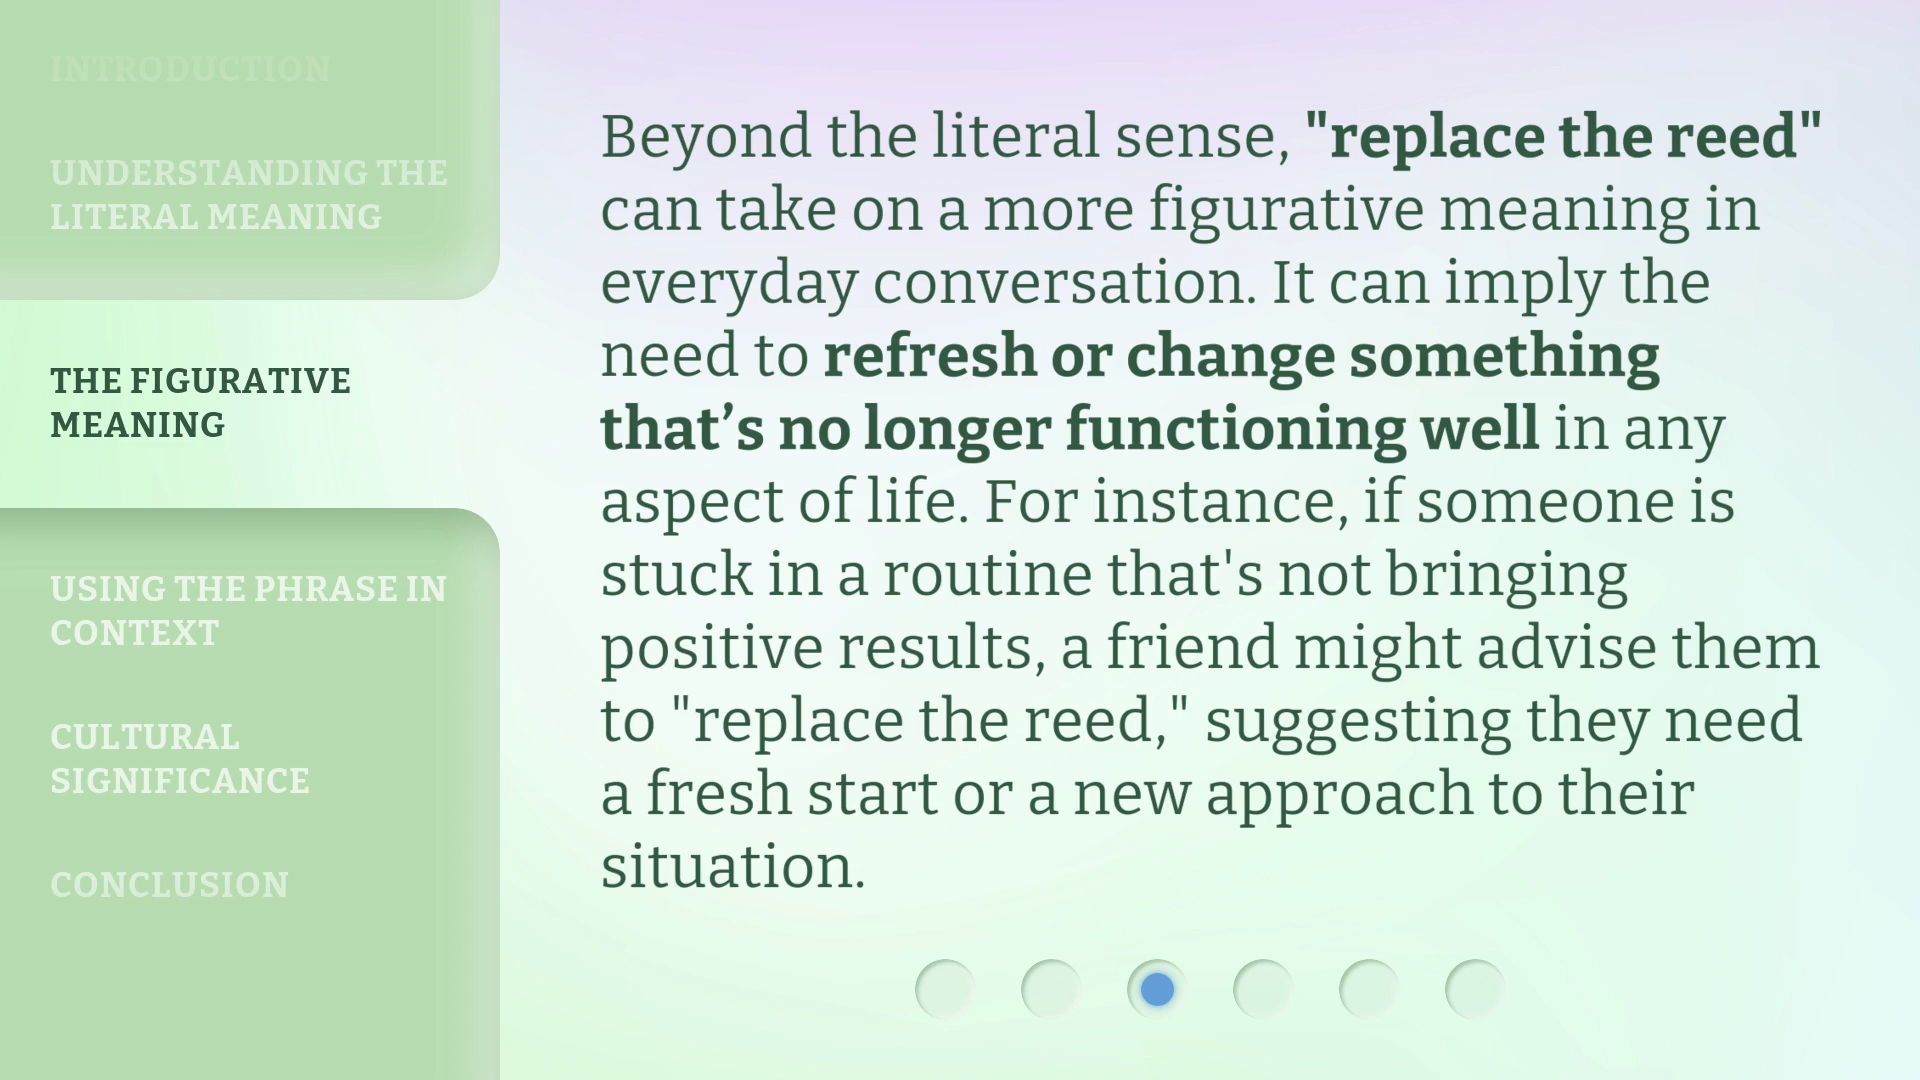 INTRODUCTION
UNDERSTANDING THE
LITERAL MEANING
THE FIGURATIVE
MEANING
USING THE PHRASE IN
CONTEXT
CULTURAL
SIGNIFICANCE
CONCLUSION
Beyond the literal sense, "replace the reed"
can take on a more figurative meaning in
everyday conversation. It can imply the
need to refresh or change something
that’s no longer functioning well in any
aspect of life. For instance, if someone is
stuck in a routine that's not bringing
positive results, a friend might advise them
to "replace the reed," suggesting they need
a fresh start or a new approach to their
situation.